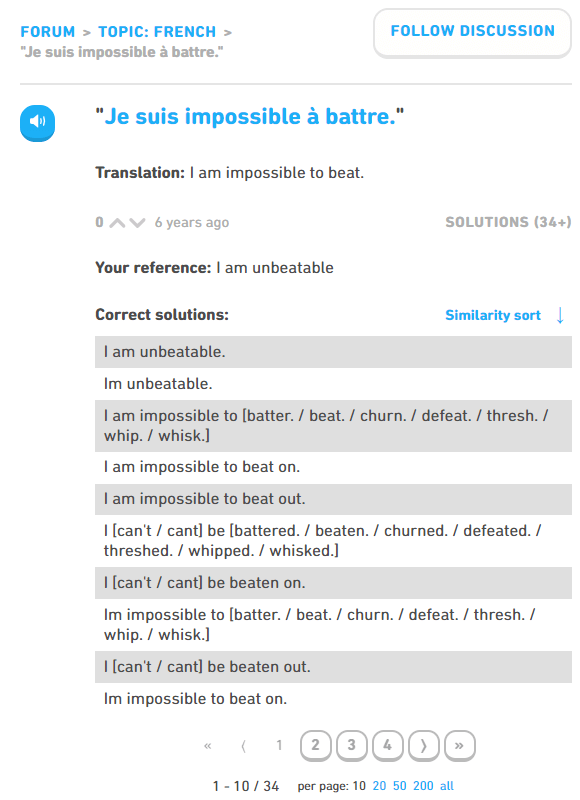 FORUM > TOPIC: FRENCH >
"Je suis impossible à battre."
FOLLOW DISCUSSION
"Je suis impossible à battre."
Translation: I am impossible to beat.
0 6 years ago
SOLUTIONS (34+)
Your reference: I am unbeatable
Correct solutions:
Similarity sort ↓
I am unbeatable.
Im unbeatable.
I am impossible to [batter. / beat. / churn. / defeat. / thresh. /
whip. / whisk.]
I am impossible to beat on.
I am impossible to beat out.
I [can't / cant] be [battered. / beaten. / churned. / defeated. /
threshed. / whipped. / whisked.]
I [can't / cant] be beaten on.
Im impossible to [batter. / beat. / churn. / defeat. / thresh. /
whip. / whisk.]
I [can't / cant] be beaten out.
Im impossible to beat on.
« ⟨ 1 2 3 4 ⟩ »
1 - 10 / 34 per page: 10 20 50 200 all